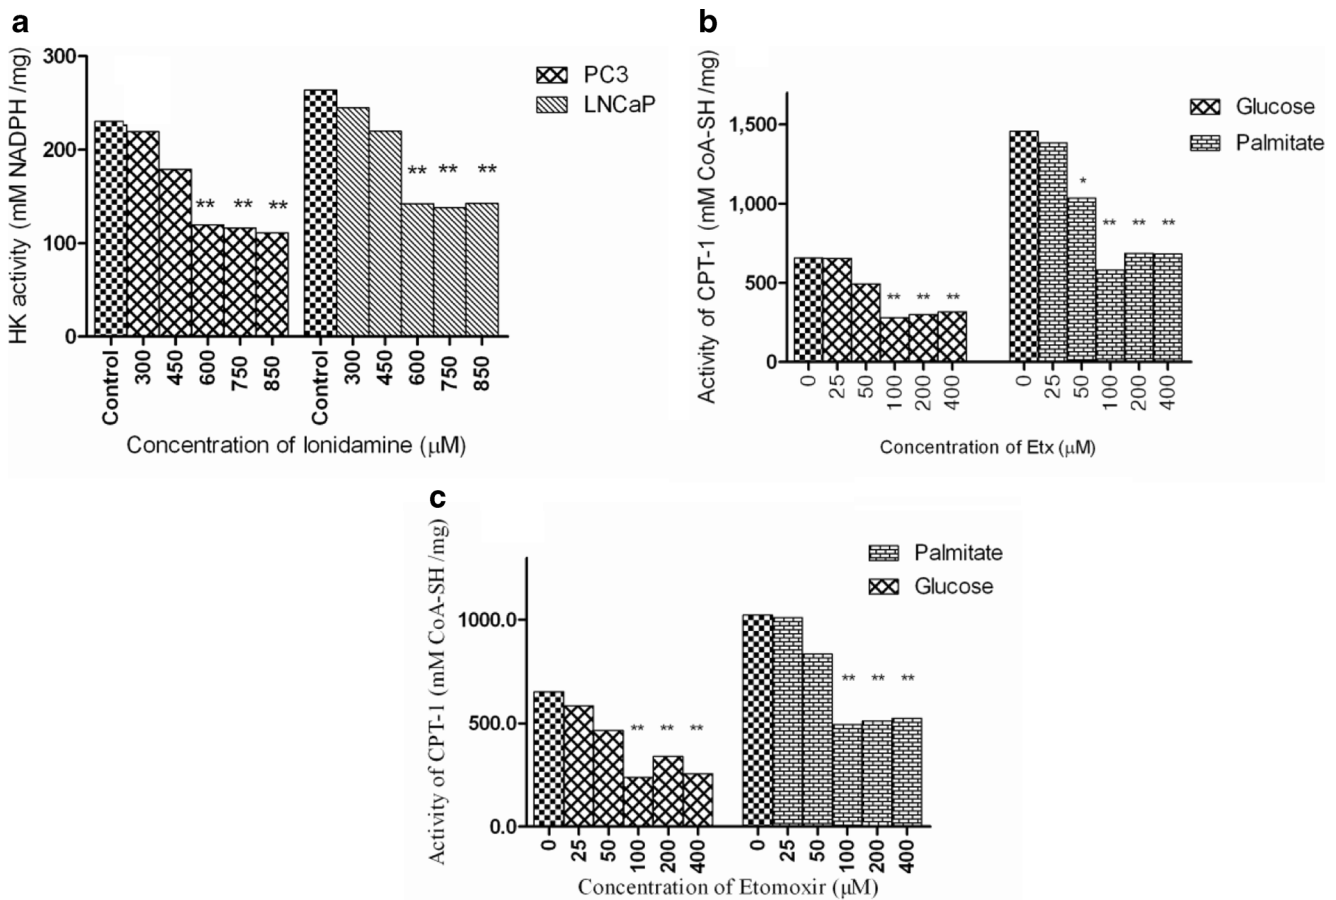 a
HK activity (mM NADPH /mg)
300
200
100
0
PC3
LNCaP
** ** **
** ** **
Control 300 450 600 750 850 Control 300 450 600 750 850
Concentration of Ionidamine (μM)
b
Activity of CPT-1 (mM CoA-SH /mg)
1,500
1,000
500
0
Glucose
Palmitate
** ** **
* ** ** **
0 25 50 100 200 400 0 25 50 100 200 400
Concentration of Etx (μM)
c
Activity of CPT-1 (mM CoA-SH /mg)
1000.0
500.0
0.0
Palmitate
Glucose
** ** **
** ** **
0 25 50 100 200 400 0 25 50 100 200 400
Concentration of Etomoxir (μM)